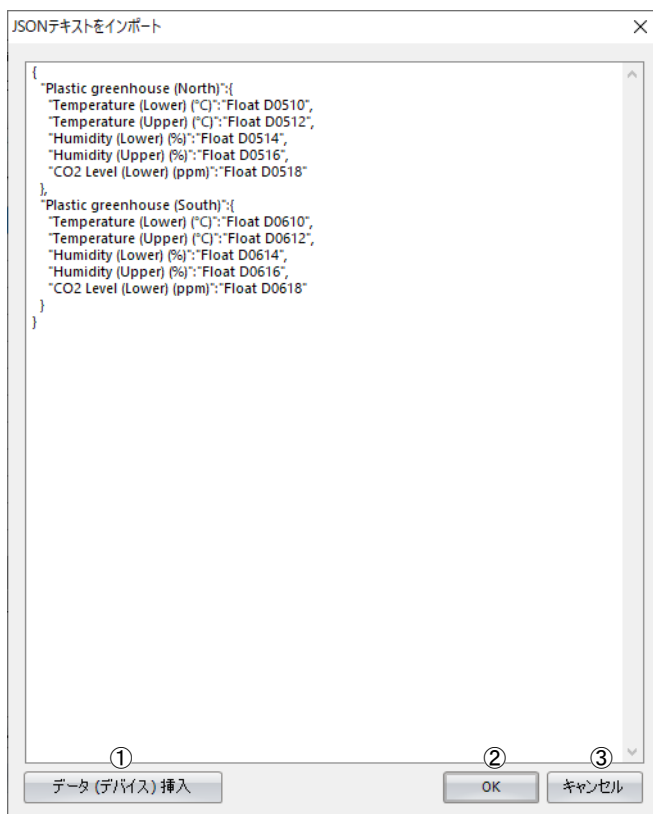 JSONテキストをインポート
{
"Plastic greenhouse (North)":{
"Temperature (Lower) (°C)":"Float D0510",
"Temperature (Upper) (°C)":"Float D0512",
"Humidity (Lower) (%)":"Float D0514",
"Humidity (Upper) (%)":"Float D0516",
"CO2 Level (Lower) (ppm)":"Float D0518"
},
"Plastic greenhouse (South)":{
"Temperature (Lower) (°C)":"Float D0610",
"Temperature (Upper) (°C)":"Float D0612",
"Humidity (Lower) (%)":"Float D0614",
"Humidity (Upper) (%)":"Float D0616",
"CO2 Level (Lower) (ppm)":"Float D0618"
}
}
① ② ③
データ (デバイス) 挿入 OK キャンセル